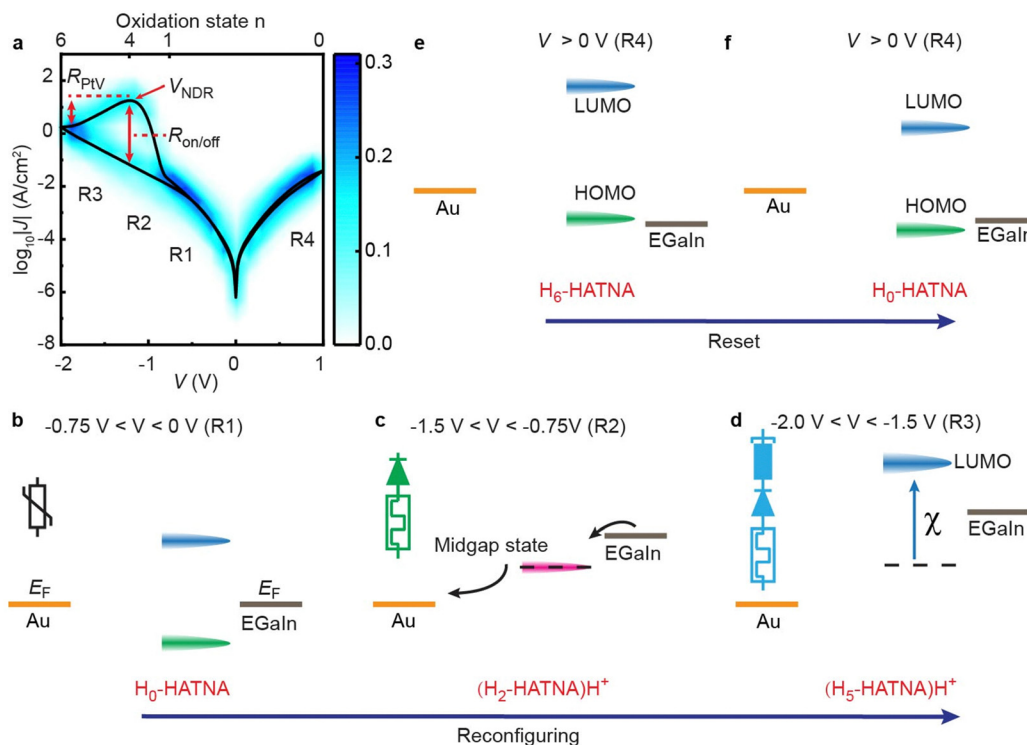 a
Oxidation state n
6 4 1 0
R_PtV
V_NDR
R_on/off
R3
R2
R1
R4
log10|J| (A/cm²)
2
0
-2
-4
-6
-8
-2 -1 0 1
V (V)
0.3
0.2
0.1
0.0
e
V > 0 V (R4)
LUMO
HOMO
Au
EGaIn
H6-HATNA
f
V > 0 V (R4)
LUMO
HOMO
Au
EGaIn
H0-HATNA
Reset
b
-0.75 V < V < 0 V (R1)
E_F
Au
E_F
EGaIn
H0-HATNA
c
-1.5 V < V < -0.75V (R2)
Midgap state
EGaIn
Au
(H2-HATNA)H⁺
d
-2.0 V < V < -1.5 V (R3)
LUMO
χ
EGaIn
Au
(H5-HATNA)H⁺
Reconfiguring